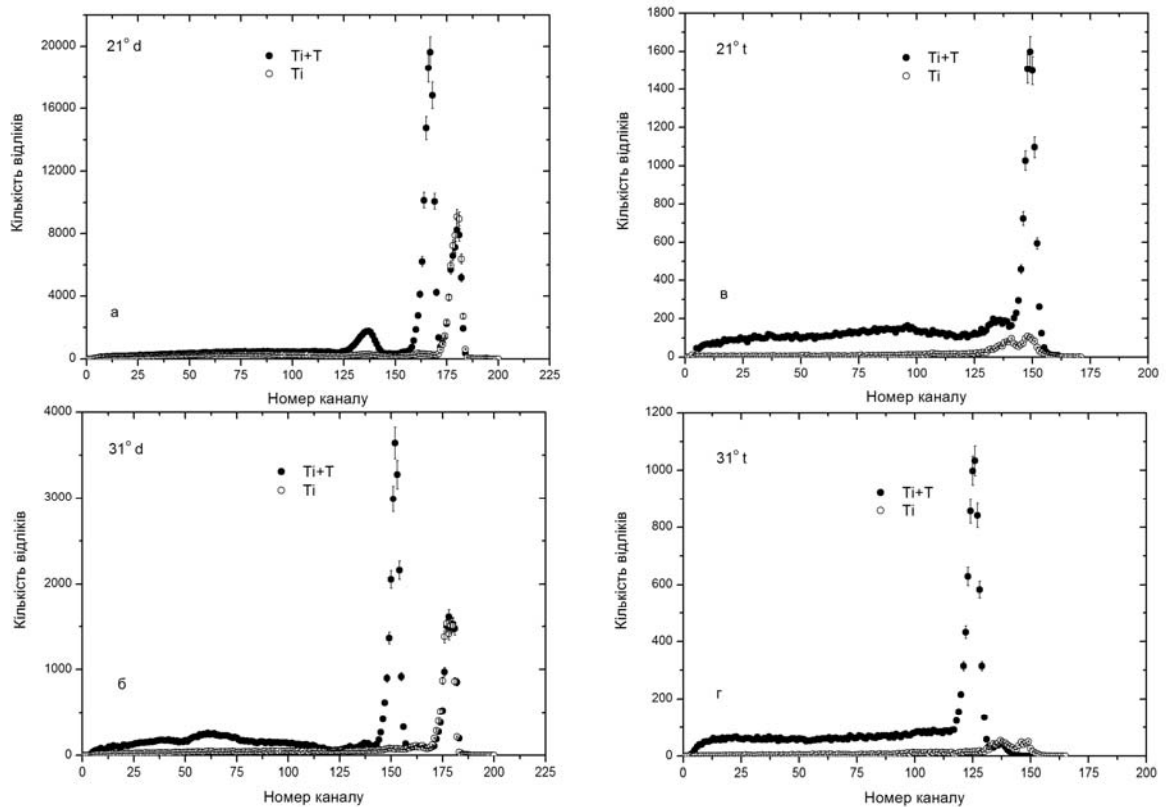 21° d
Ti+T
Ti
Кількість відліків
20000
16000
12000
8000
4000
0
а
0 25 50 75 100 125 150 175 200 225
Номер каналу
21° t
Ti+T
Ti
Кількість відліків
1800
1600
1400
1200
1000
800
600
400
200
0
в
0 25 50 75 100 125 150 175 200
Номер каналу
31° d
Ti+T
Ti
Кількість відліків
4000
3000
2000
1000
0
б
0 25 50 75 100 125 150 175 200 225
Номер каналу
31° t
Ti+T
Ti
Кількість відліків
1200
1000
800
600
400
200
0
г
0 25 50 75 100 125 150 175 200
Номер каналу